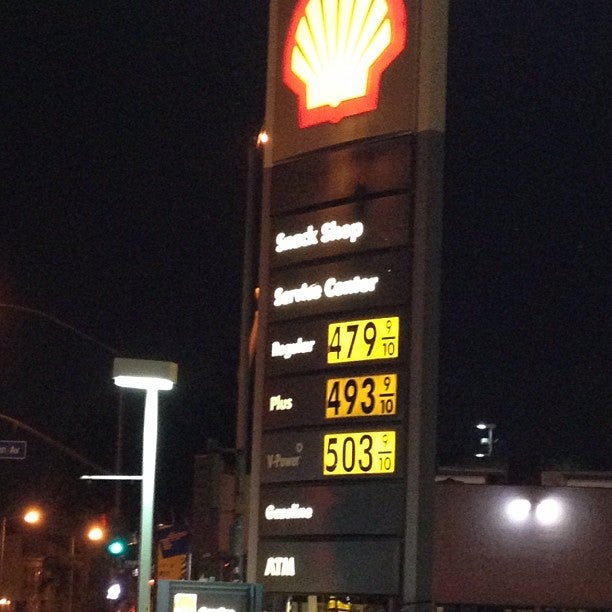 Snack Shop
Service Center
Regular 479 9/10
Plus 493 9/10
V-Power 503 9/10
Gasoline
ATM